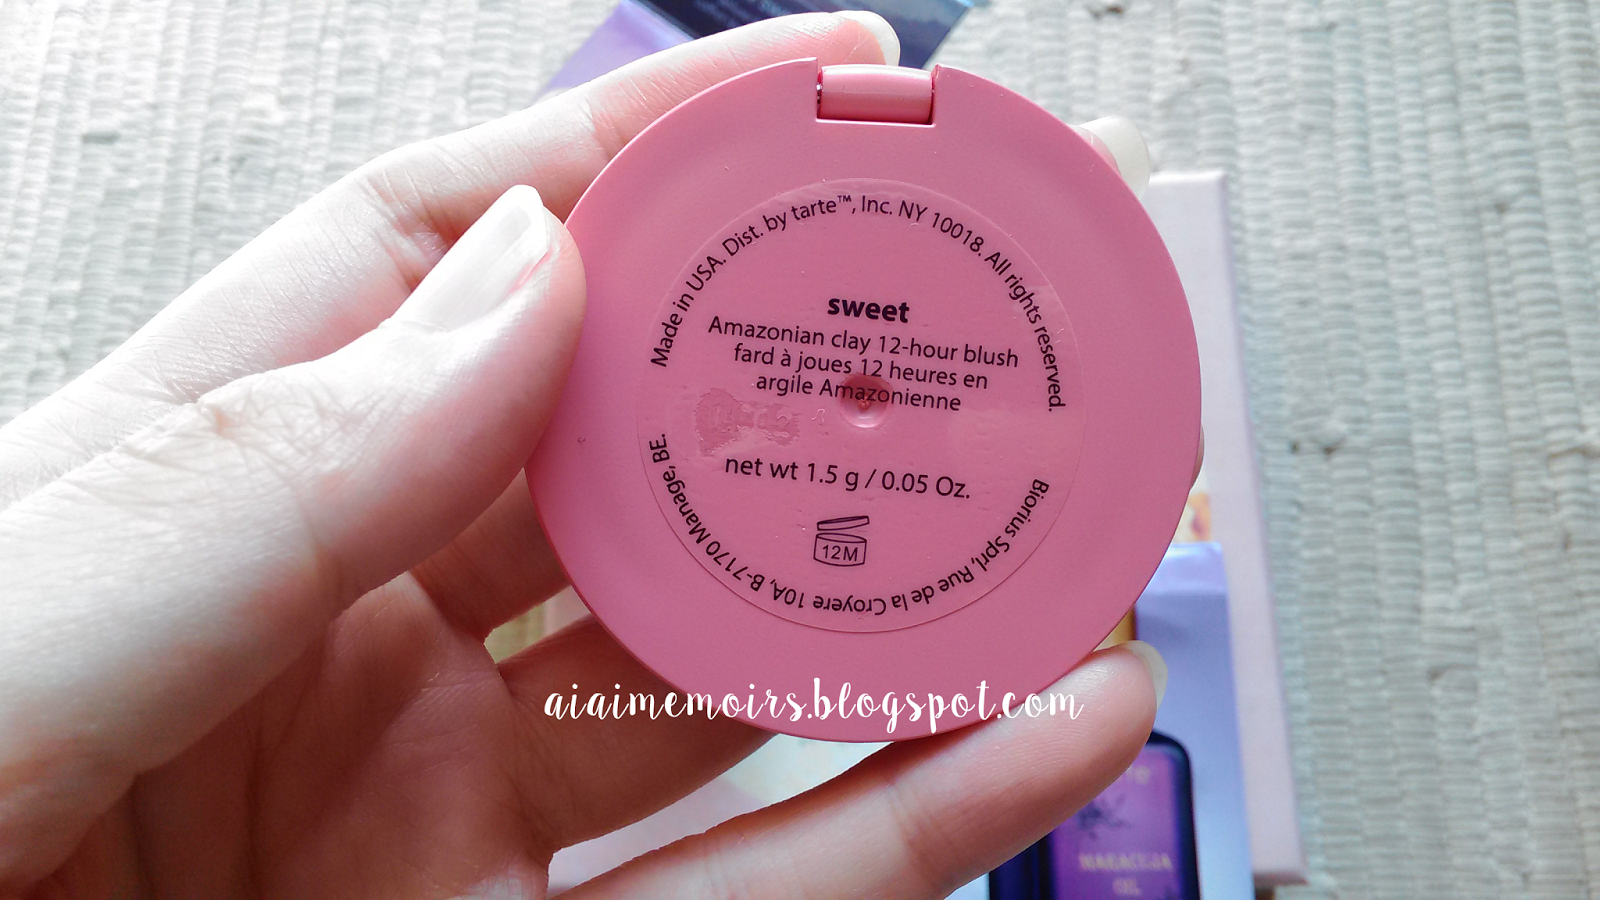 Made in USA. Dist. by tarte™, Inc. NY 10018. All rights reserved.
sweet
Amazonian clay 12-hour blush
fard à joues 12 heures en
argile Amazonienne
net wt 1.5 g / 0.05 Oz.
12M
Biorius Sprl, Rue de la Croyere 10A, B-7170 Manage, BE.
aiaimemoirs.blogspot.com
MARACUJA
OIL